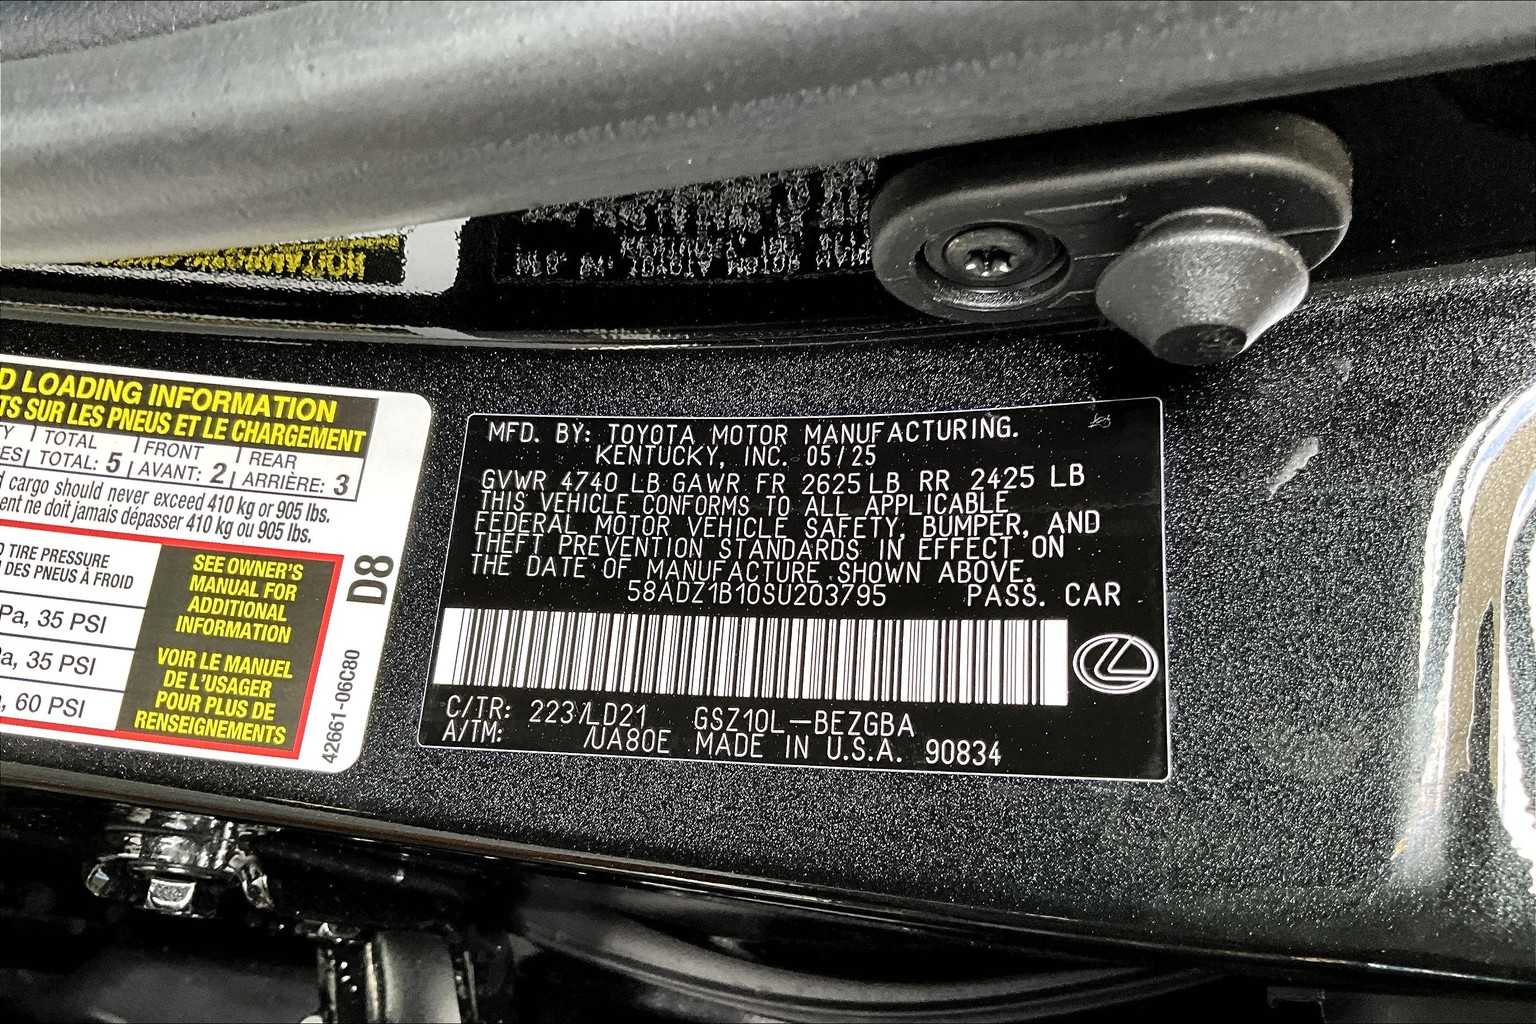 D LOADING INFORMATION
TS SUR LES PNEUS ET LE CHARGEMENT
TY TOTAL FRONT REAR
ES TOTAL: 5 AVANT: 2 ARRIÈRE: 3
d cargo should never exceed 410 kg or 905 lbs.
ent ne doit jamais dépasser 410 kg ou 905 lbs.
D TIRE PRESSURE
DES PNEUS À FROID
Pa, 35 PSI
Pa, 35 PSI
, 60 PSI
SEE OWNER'S
MANUAL FOR
ADDITIONAL
INFORMATION
VOIR LE MANUEL
DE L'USAGER
POUR PLUS DE
RENSEIGNEMENTS
D8
42661-06C80
MFD. BY: TOYOTA MOTOR MANUFACTURING.
KENTUCKY, INC. 05/25
GVWR 4740 LB GAWR FR 2625 LB RR 2425 LB
THIS VEHICLE CONFORMS TO ALL APPLICABLE
FEDERAL MOTOR VEHICLE SAFETY, BUMPER, AND
THEFT PREVENTION STANDARDS IN EFFECT ON
THE DATE OF MANUFACTURE SHOWN ABOVE.
58ADZ1B10SU203795 PASS. CAR
C/TR: 223/LD21 GSZ10L-BEZGBA
A/TM: /UA80E MADE IN U.S.A. 90834